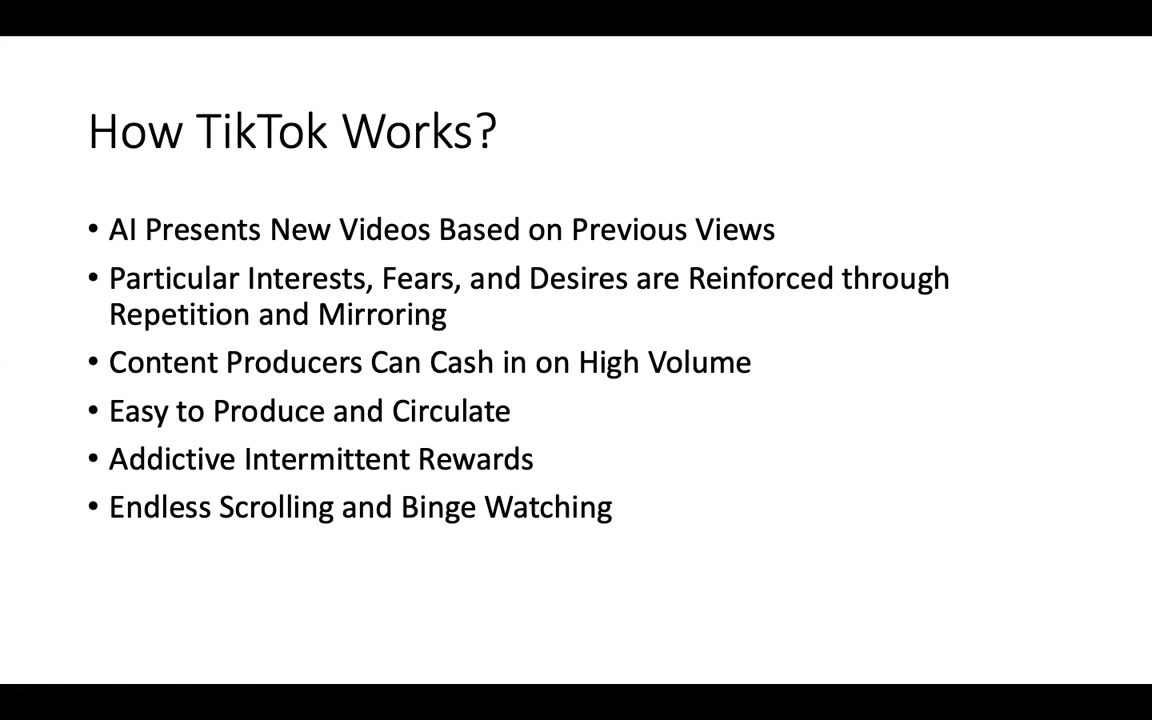 How TikTok Works?
• AI Presents New Videos Based on Previous Views
• Particular Interests, Fears, and Desires are Reinforced through
Repetition and Mirroring
• Content Producers Can Cash in on High Volume
• Easy to Produce and Circulate
• Addictive Intermittent Rewards
• Endless Scrolling and Binge Watching